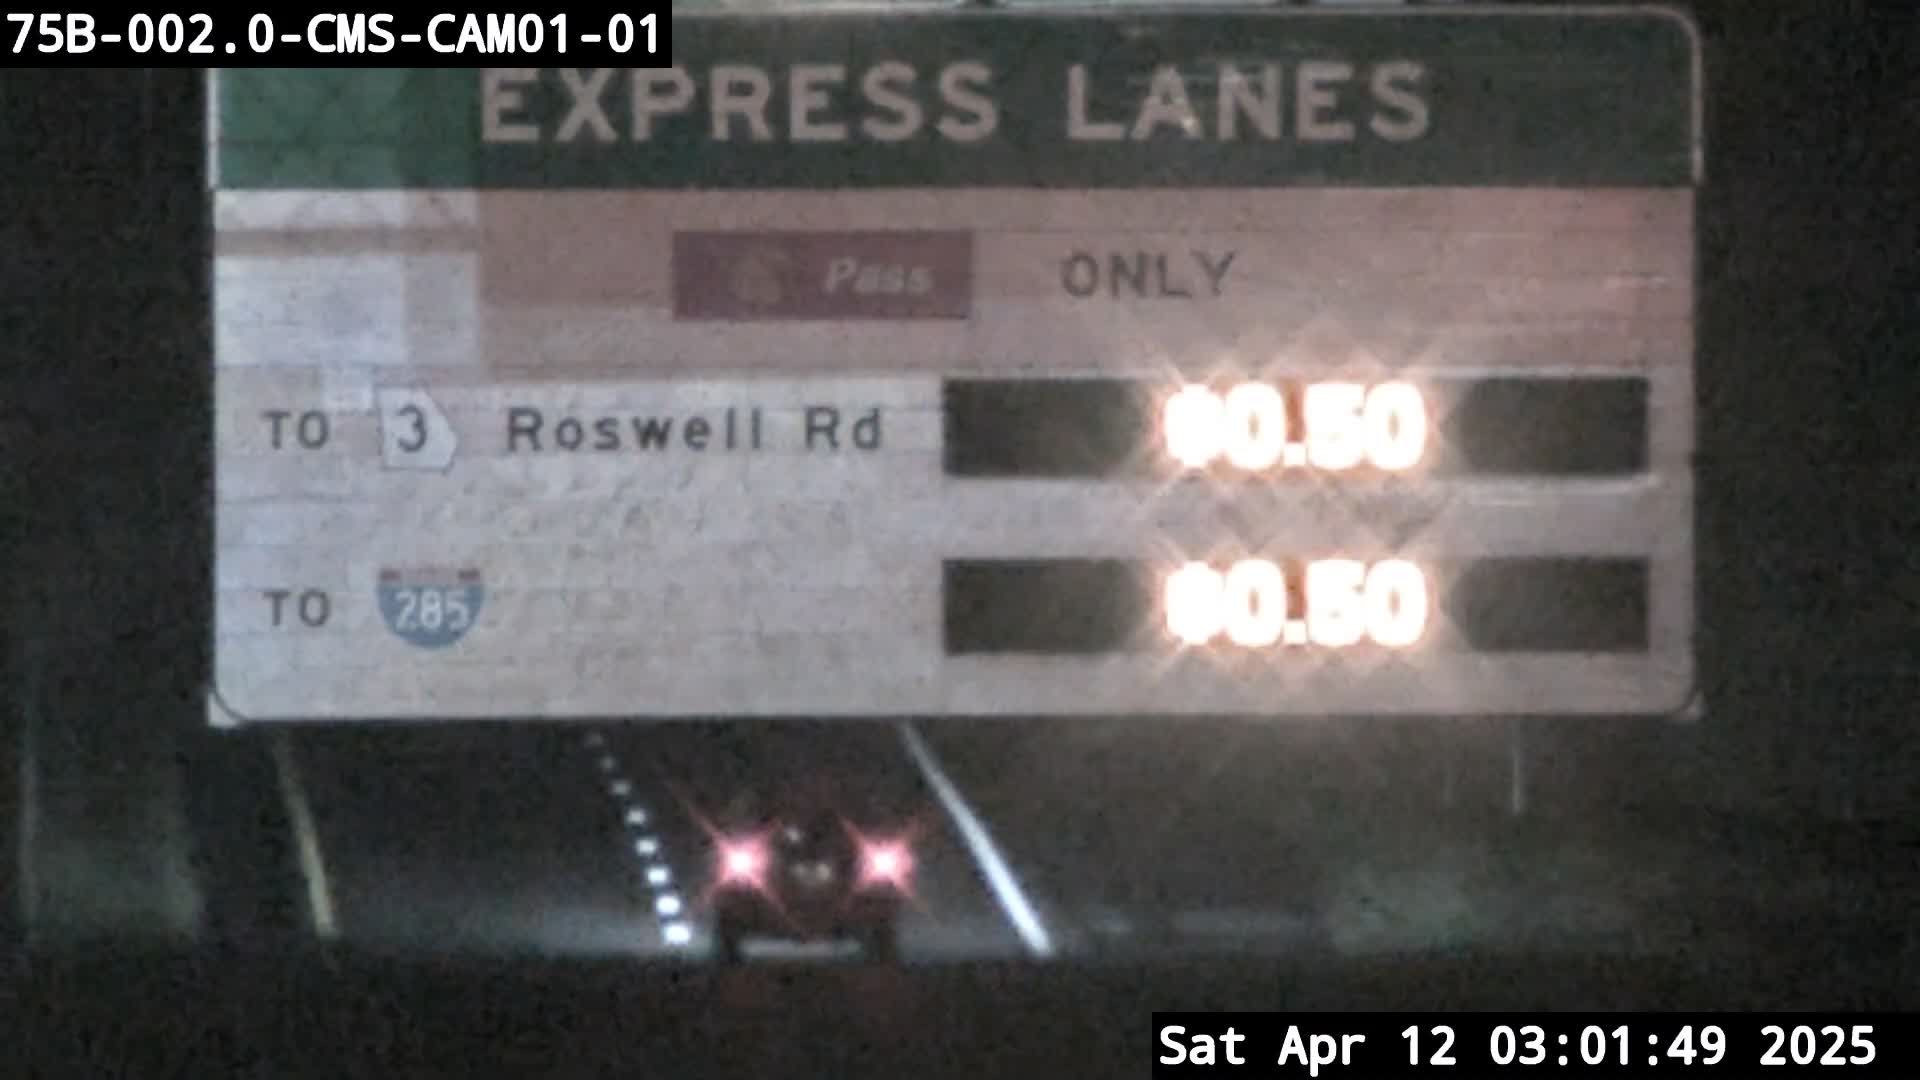 75B-002.0-CMS-CAM01-01
EXPRESS LANES
Pass ONLY
TO 3 Roswell Rd $0.50
TO 285 $0.50
Sat Apr 12 03:01:49 2025